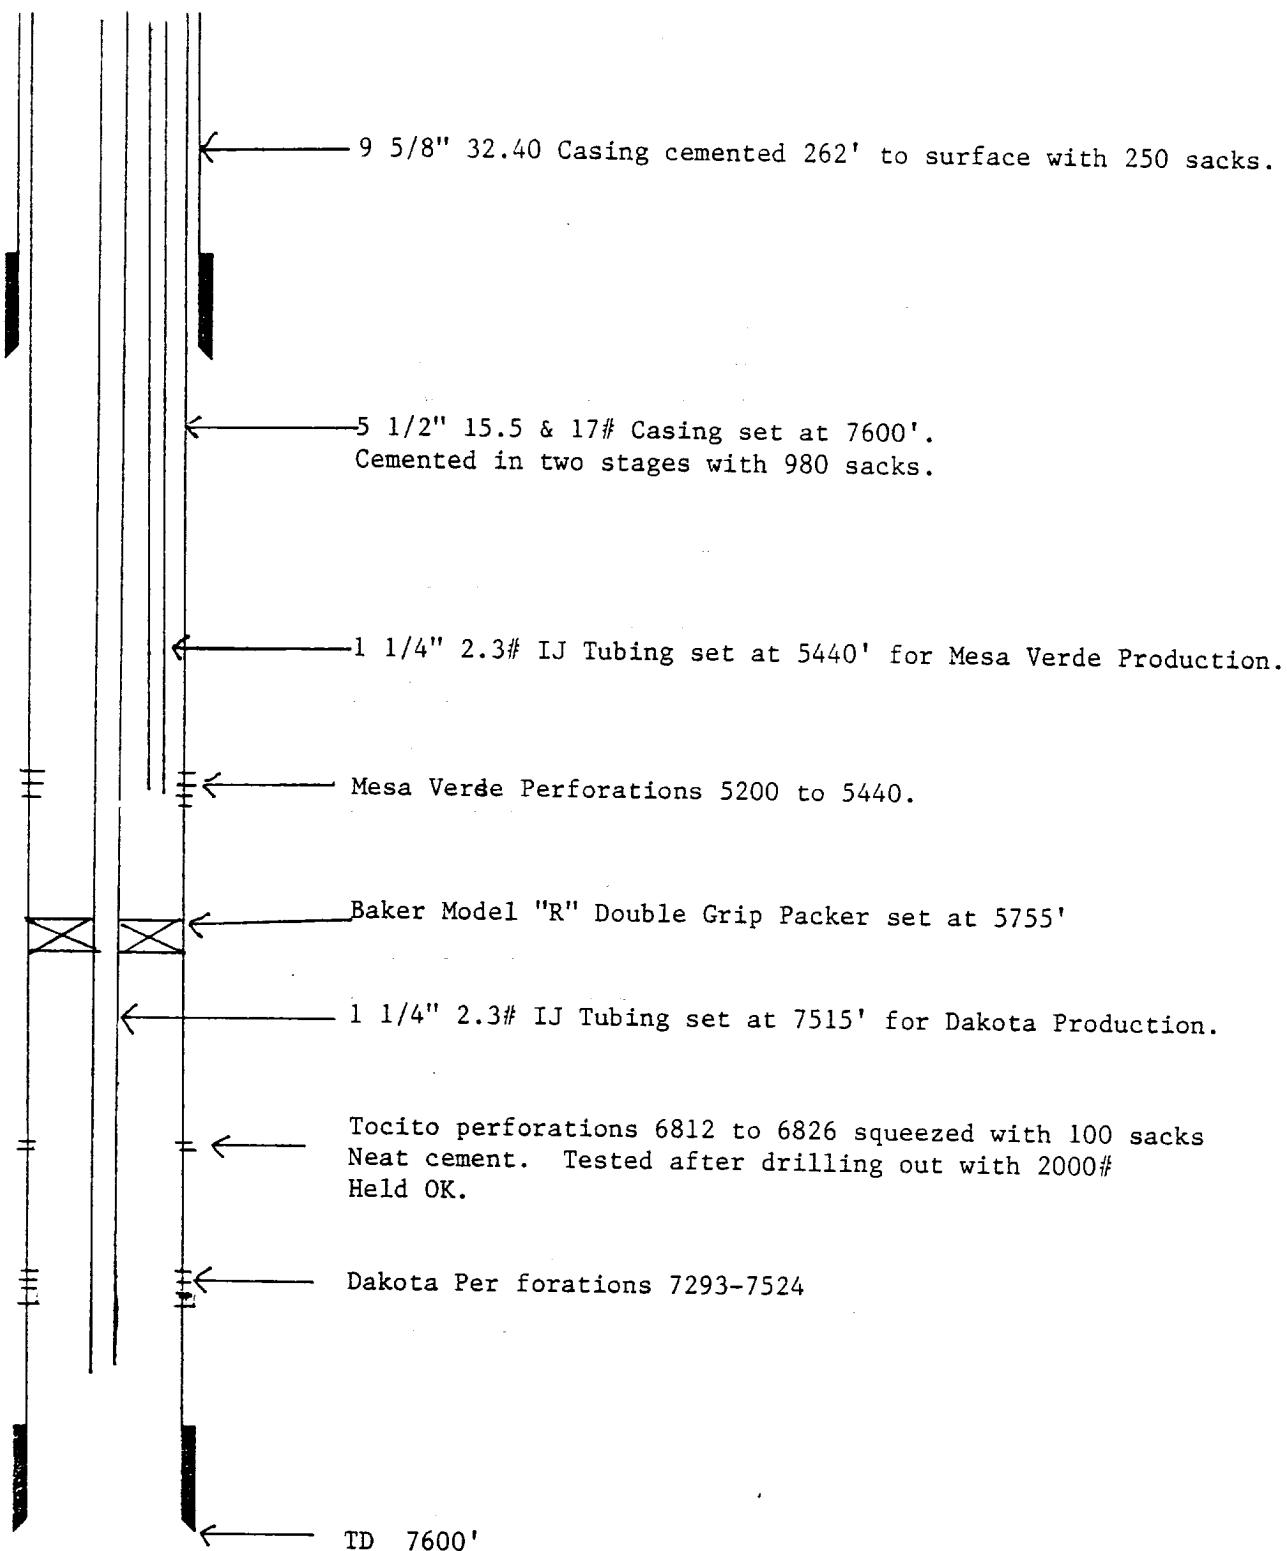 9 5/8" 32.40 Casing cemented 262' to surface with 250 sacks.
5 1/2" 15.5 & 17# Casing set at 7600'.
Cemented in two stages with 980 sacks.
1 1/4" 2.3# IJ Tubing set at 5440' for Mesa Verde Production.
Mesa Verde Perforations 5200 to 5440.
Baker Model "R" Double Grip Packer set at 5755'
1 1/4" 2.3# IJ Tubing set at 7515' for Dakota Production.
Tocito perforations 6812 to 6826 squeezed with 100 sacks
Neat cement. Tested after drilling out with 2000#
Held OK.
Dakota Per forations 7293-7524
TD 7600'